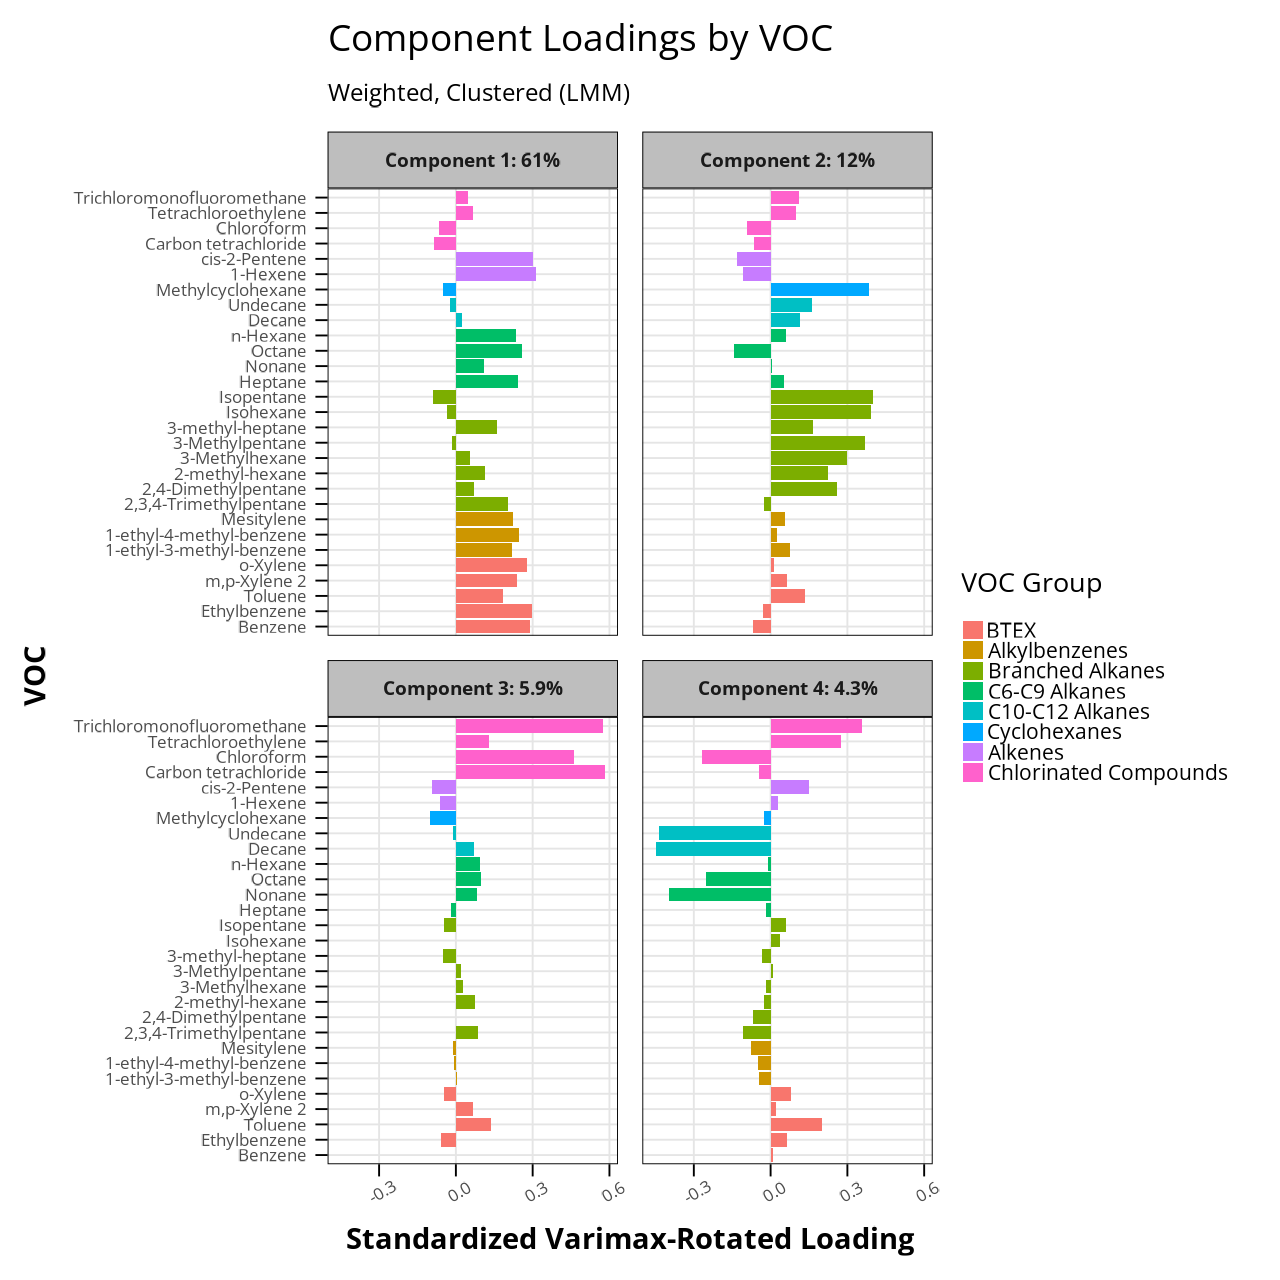 Component Loadings by VOC
Weighted, Clustered (LMM)
Component 1: 61%
Component 2: 12%
Trichloromonofluoromethane
Tetrachloroethylene
Chloroform
Carbon tetrachloride
cis-2-Pentene
1-Hexene
Methylcyclohexane
Undecane
Decane
n-Hexane
Octane
Nonane
Heptane
Isopentane
Isohexane
3-methyl-heptane
3-Methylpentane
3-Methylhexane
2-methyl-hexane
2,4-Dimethylpentane
2,3,4-Trimethylpentane
Mesitylene
1-ethyl-4-methyl-benzene
1-ethyl-3-methyl-benzene
o-Xylene
m,p-Xylene 2
Toluene
Ethylbenzene
Benzene
VOC
Component 3: 5.9%
Component 4: 4.3%
Trichloromonofluoromethane
Tetrachloroethylene
Chloroform
Carbon tetrachloride
cis-2-Pentene
1-Hexene
Methylcyclohexane
Undecane
Decane
n-Hexane
Octane
Nonane
Heptane
Isopentane
Isohexane
3-methyl-heptane
3-Methylpentane
3-Methylhexane
2-methyl-hexane
2,4-Dimethylpentane
2,3,4-Trimethylpentane
Mesitylene
1-ethyl-4-methyl-benzene
1-ethyl-3-methyl-benzene
o-Xylene
m,p-Xylene 2
Toluene
Ethylbenzene
Benzene
-0.3 0.0 0.3 0.6
-0.3 0.0 0.3 0.6
Standardized Varimax-Rotated Loading
VOC Group
BTEX
Alkylbenzenes
Branched Alkanes
C6-C9 Alkanes
C10-C12 Alkanes
Cyclohexanes
Alkenes
Chlorinated Compounds